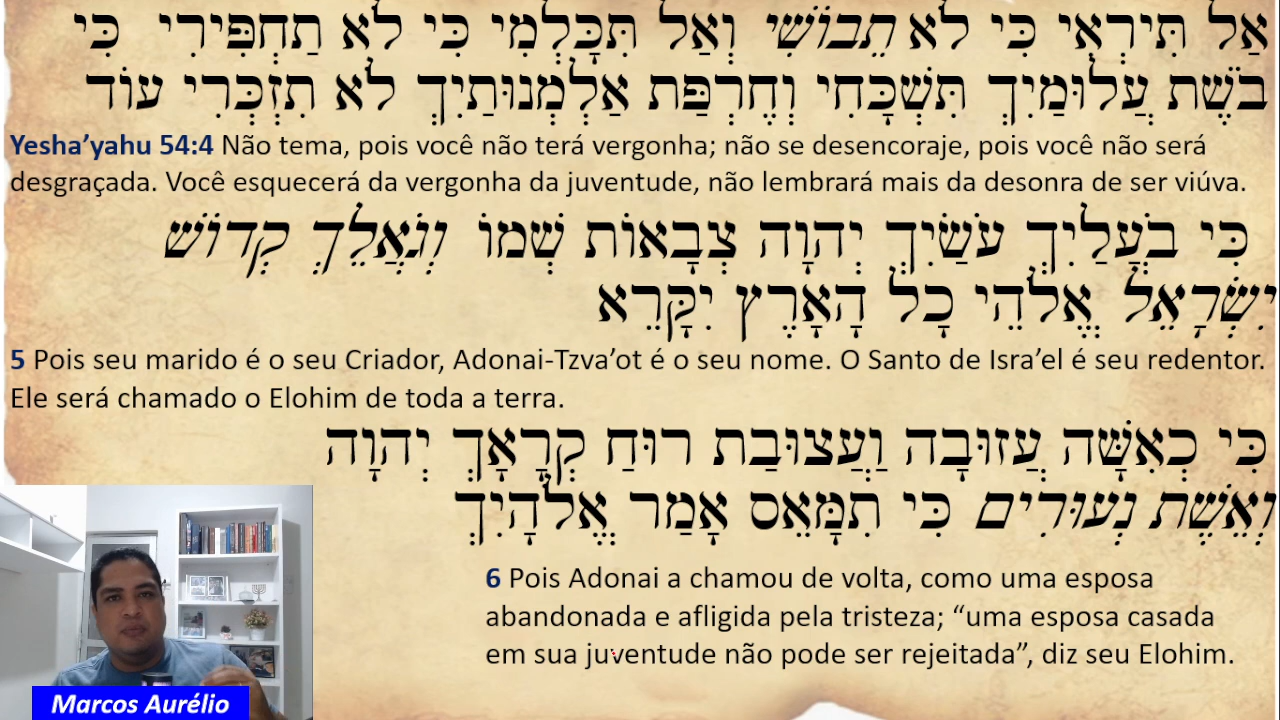 אַל תִּירְאִי כִּי לֹא תֵבוֹשִׁי וְאַל תִּכָּלְמִי כִּי לֹא תַחְפִּירִי כִּי
בֹשֶׁת עֲלוּמַיִךְ תִּשְׁכָּחִי וְחֶרְפַּת אַלְמְנוּתַיִךְ לֹא תִזְכְּרִי עוֹד
Yesha’yahu 54:4 Não tema, pois você não terá vergonha; não se desencoraje, pois você não será
desgraçada. Você esquecerá da vergonha da juventude, não lembrará mais da desonra de ser viúva.
כִּי בֹעֲלַיִךְ עֹשַׂיִךְ יְהוָה צְבָאוֹת שְׁמוֹ וְגֹאֲלֵךְ קְדוֹשׁ
יִשְׂרָאֵל אֱלֹהֵי כָל הָאָרֶץ יִקָּרֵא
5 Pois seu marido é o seu Criador, Adonai-Tzva’ot é o seu nome. O Santo de Isra’el é seu redentor.
Ele será chamado o Elohim de toda a terra.
כִּי כְאִשָּׁה עֲזוּבָה וַעֲצוּבַת רוּחַ קְרָאָךְ יְהוָה
וְאֵשֶׁת נְעוּרִים כִּי תִמָּאֵס אָמַר אֱלֹהָיִךְ
6 Pois Adonai a chamou de volta, como uma esposa
abandonada e afligida pela tristeza; “uma esposa casada
em sua juventude não pode ser rejeitada”, diz seu Elohim.
Marcos Aurélio